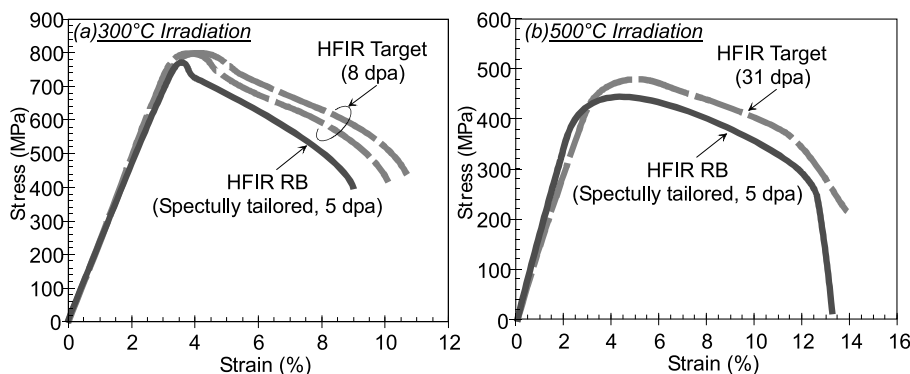 (a)300°C Irradiation
HFIR Target
(8 dpa)
HFIR RB
(Spectully tailored, 5 dpa)
Stress (MPa)
900
800
700
600
500
400
300
200
100
0
0 2 4 6 8 10 12
Strain (%)
(b)500°C Irradiation
HFIR Target
(31 dpa)
HFIR RB
(Spectully tailored, 5 dpa)
Stress (MPa)
600
500
400
300
200
100
0
0 2 4 6 8 10 12 14 16
Strain (%)